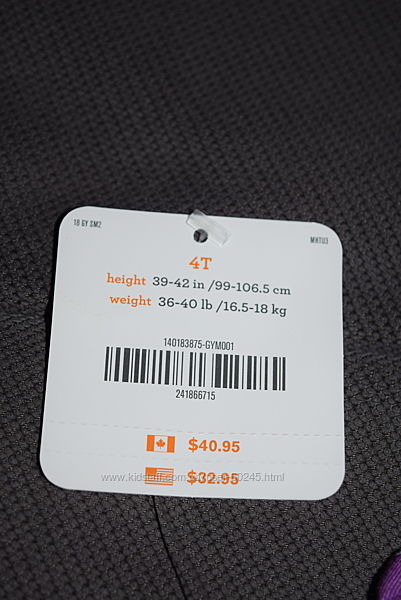 18 GY SM2
MHTU3
4T
height 39-42 in /99-106.5 cm
weight 36-40 lb /16.5-18 kg
140183875-GYM001
241866715
$40.95
$32.95